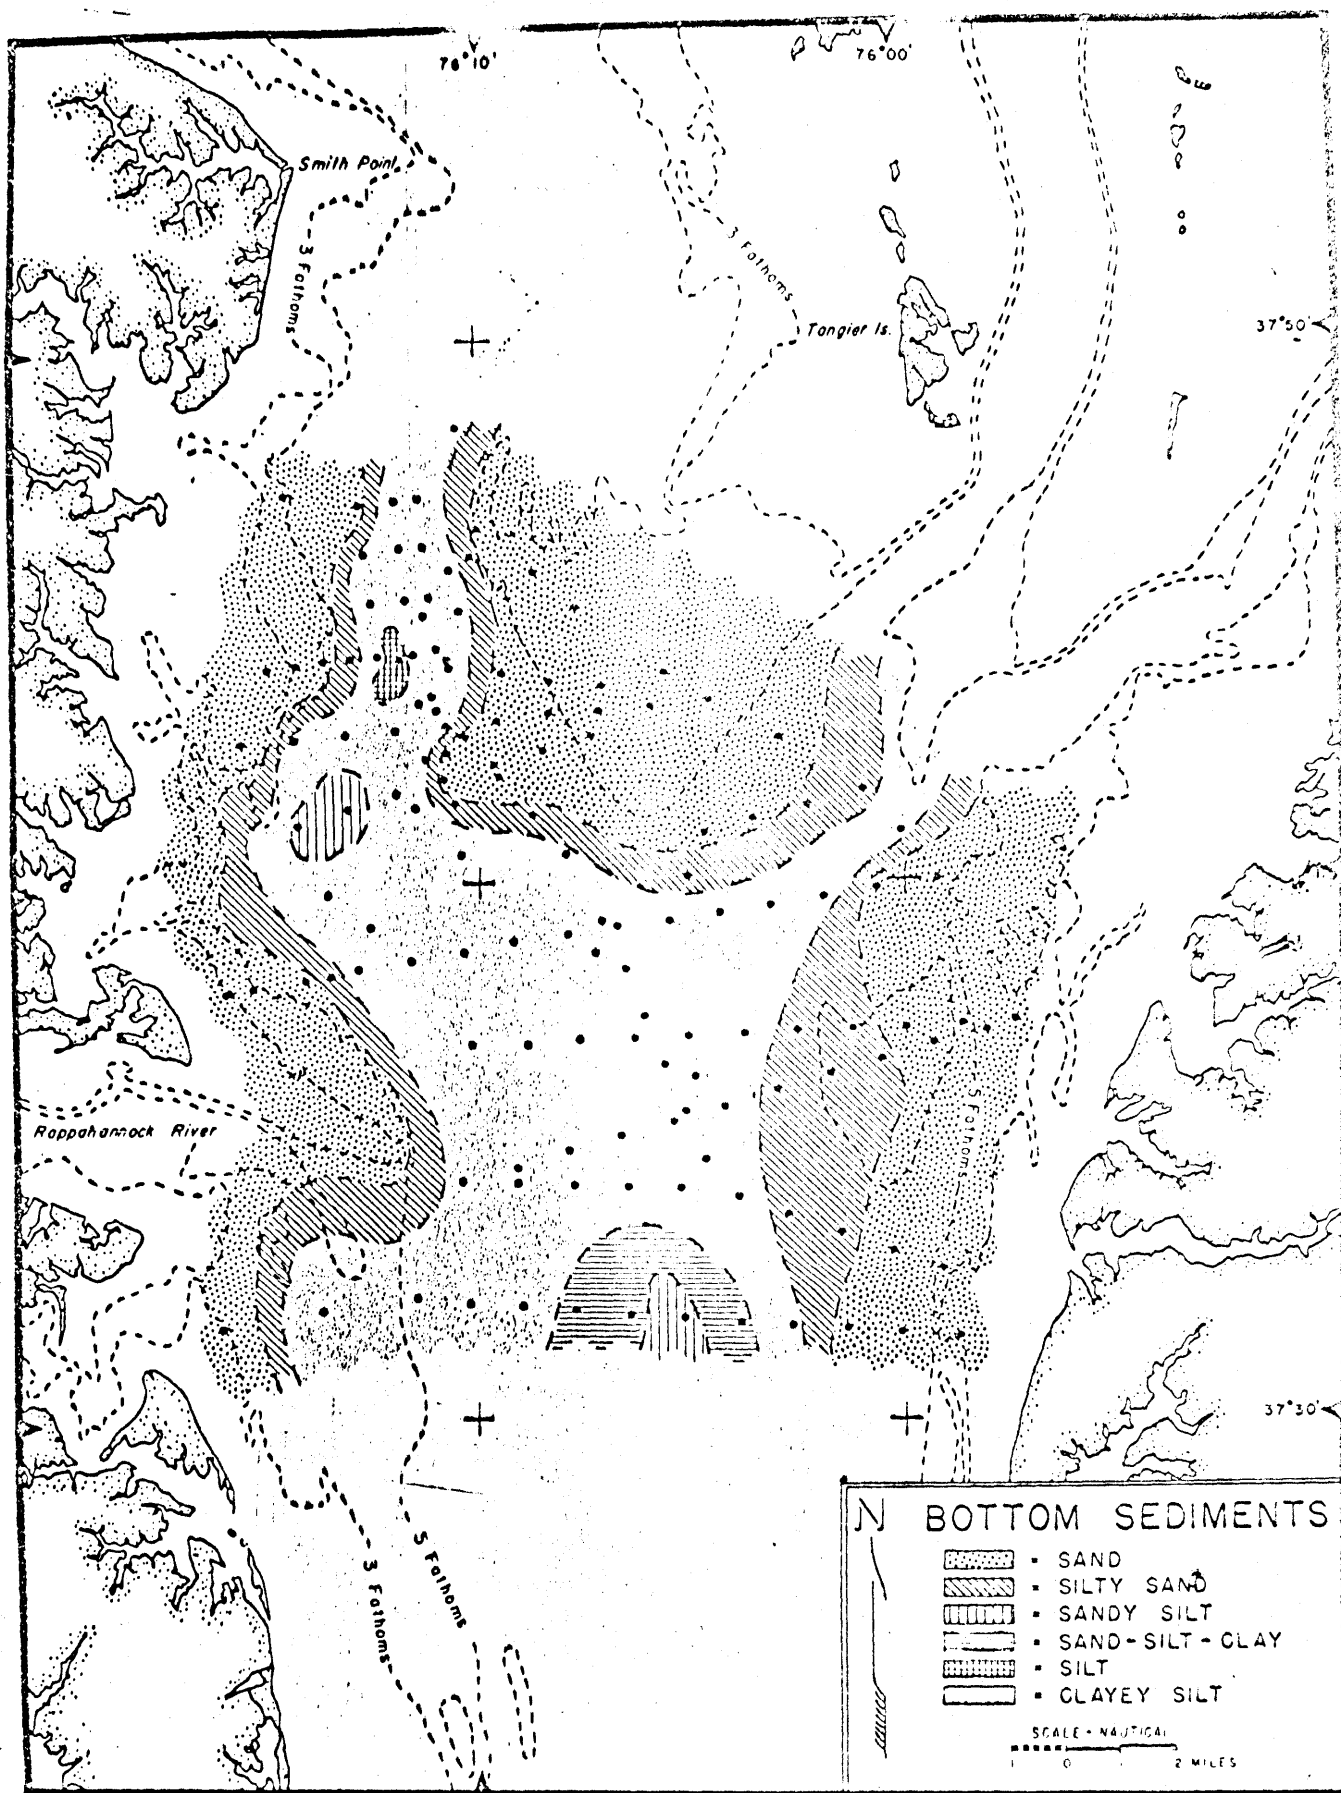 76°10'
76°00'
Smith Point
3 Fathoms
3 Fathoms
Tangier Is.
37°50'
Rappahannock River
5 Fathoms
37°30'
3 Fathoms
5 Fathoms
N
BOTTOM SEDIMENTS
▪ SAND
▪ SILTY SAND
▪ SANDY SILT
▪ SAND-SILT-CLAY
▪ SILT
▪ CLAYEY SILT
SCALE - NAUTICAL
1 0 1 2 MILES